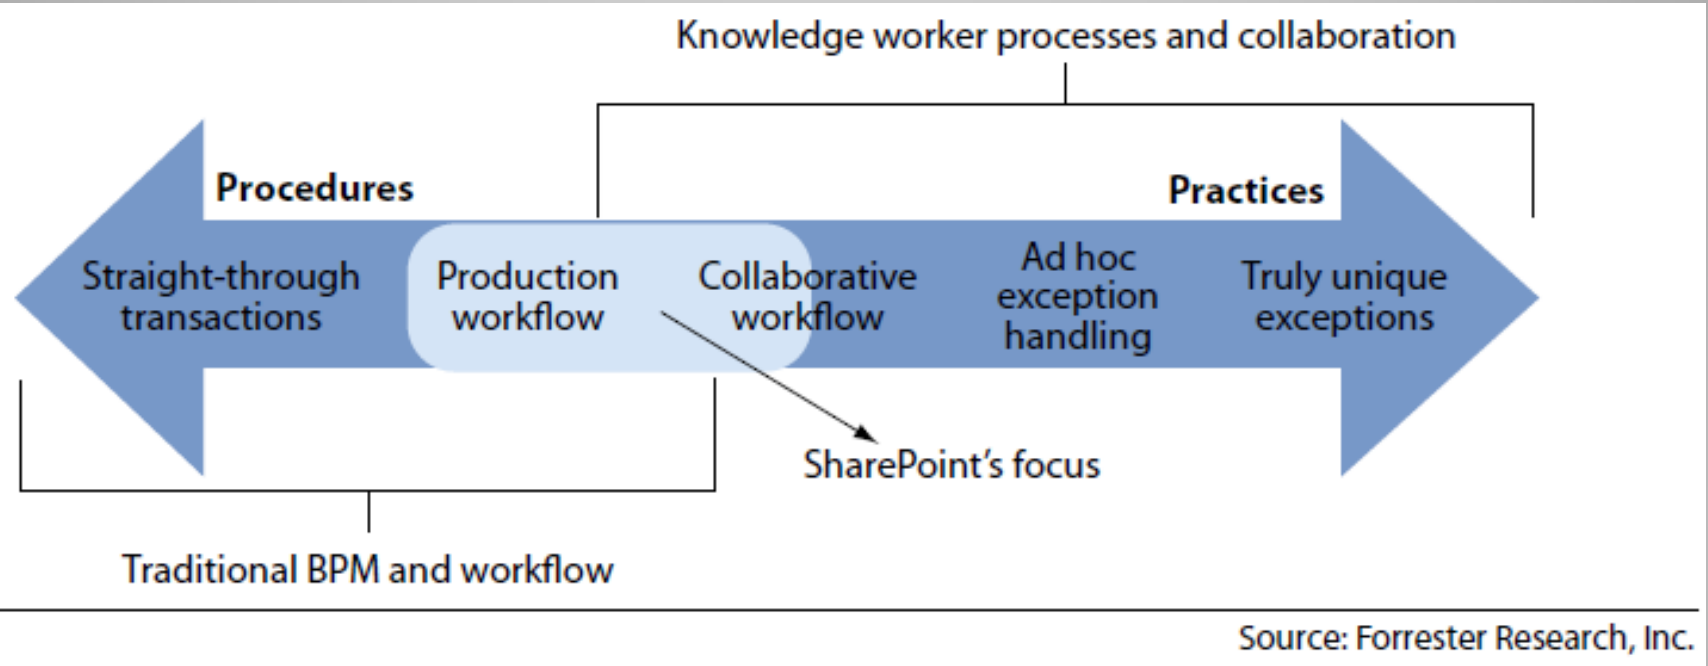 Knowledge worker processes and collaboration
Procedures
Practices
Straight-through
transactions
Production
workflow
Collaborative
workflow
Ad hoc
exception
handling
Truly unique
exceptions
SharePoint’s focus
Traditional BPM and workflow
Source: Forrester Research, Inc.